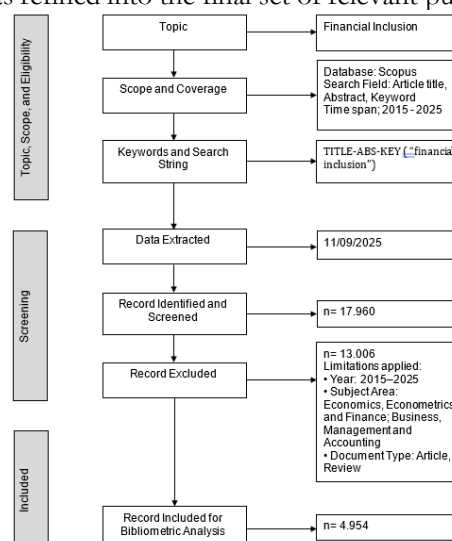 refined into the final set of relevant
Topic
Financial Inclusion
Topic, Scope, and Eligibility
Scope and Coverage
Database: Scopus
Search Field: Article title,
Abstract, Keyword
Time span; 2015 - 2025
Keywords and Search
String
TITLE-ABS-KEY ( "financial
inclusion")
Data Extracted
11/09/2025
Screening
Record Identified and
Screened
n= 17.960
Record Excluded
n= 13.006
Limitations applied:
• Year: 2015–2025
• Subject Area:
Economics, Econometrics
and Finance; Business,
Management and
Accounting
• Document Type: Article,
Review
Included
Record Included for
Bibliometric Analysis
n= 4.954